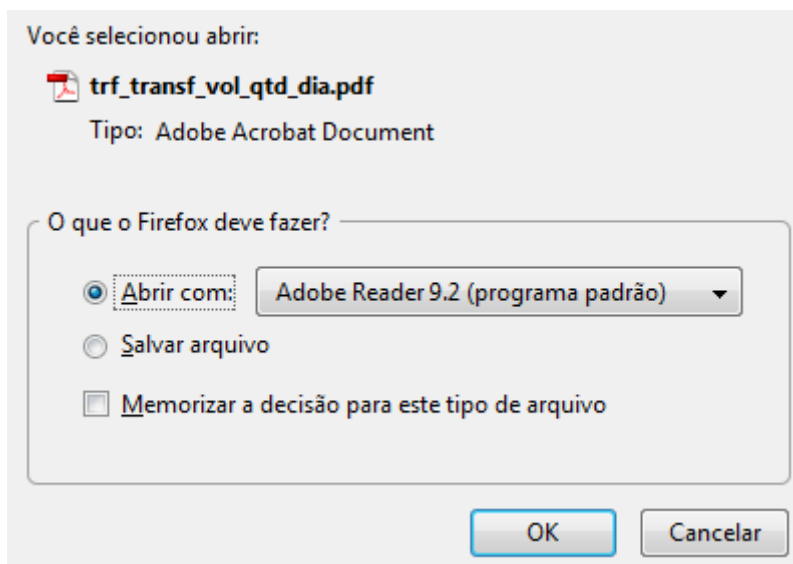 Você selecionou abrir:
trf_transf_vol_qtd_dia.pdf
Tipo: Adobe Acrobat Document
O que o Firefox deve fazer?
Abrir com: Adobe Reader 9.2 (programa padrão)
Salvar arquivo
Memorizar a decisão para este tipo de arquivo
OK Cancelar